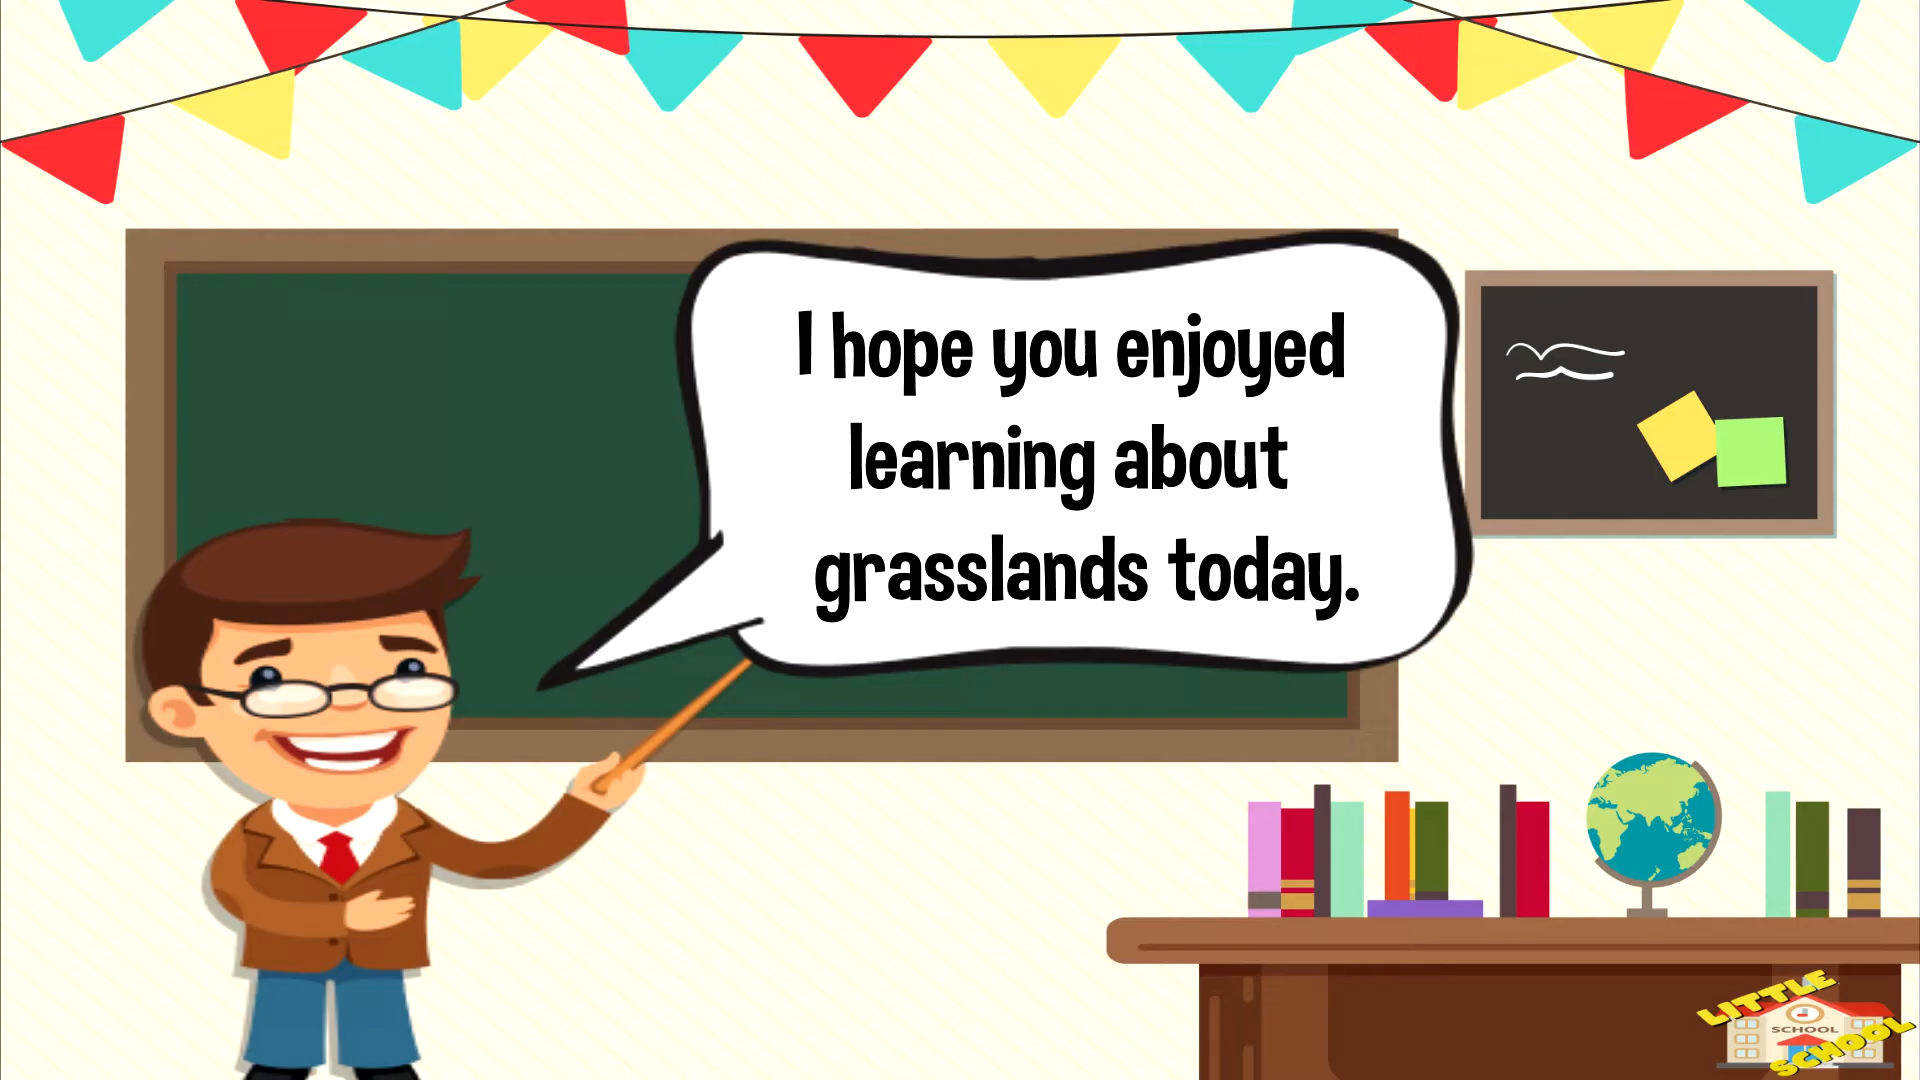 I hope you enjoyed
learning about
grasslands today.
LITTLE
SCHOOL
SCHOOL